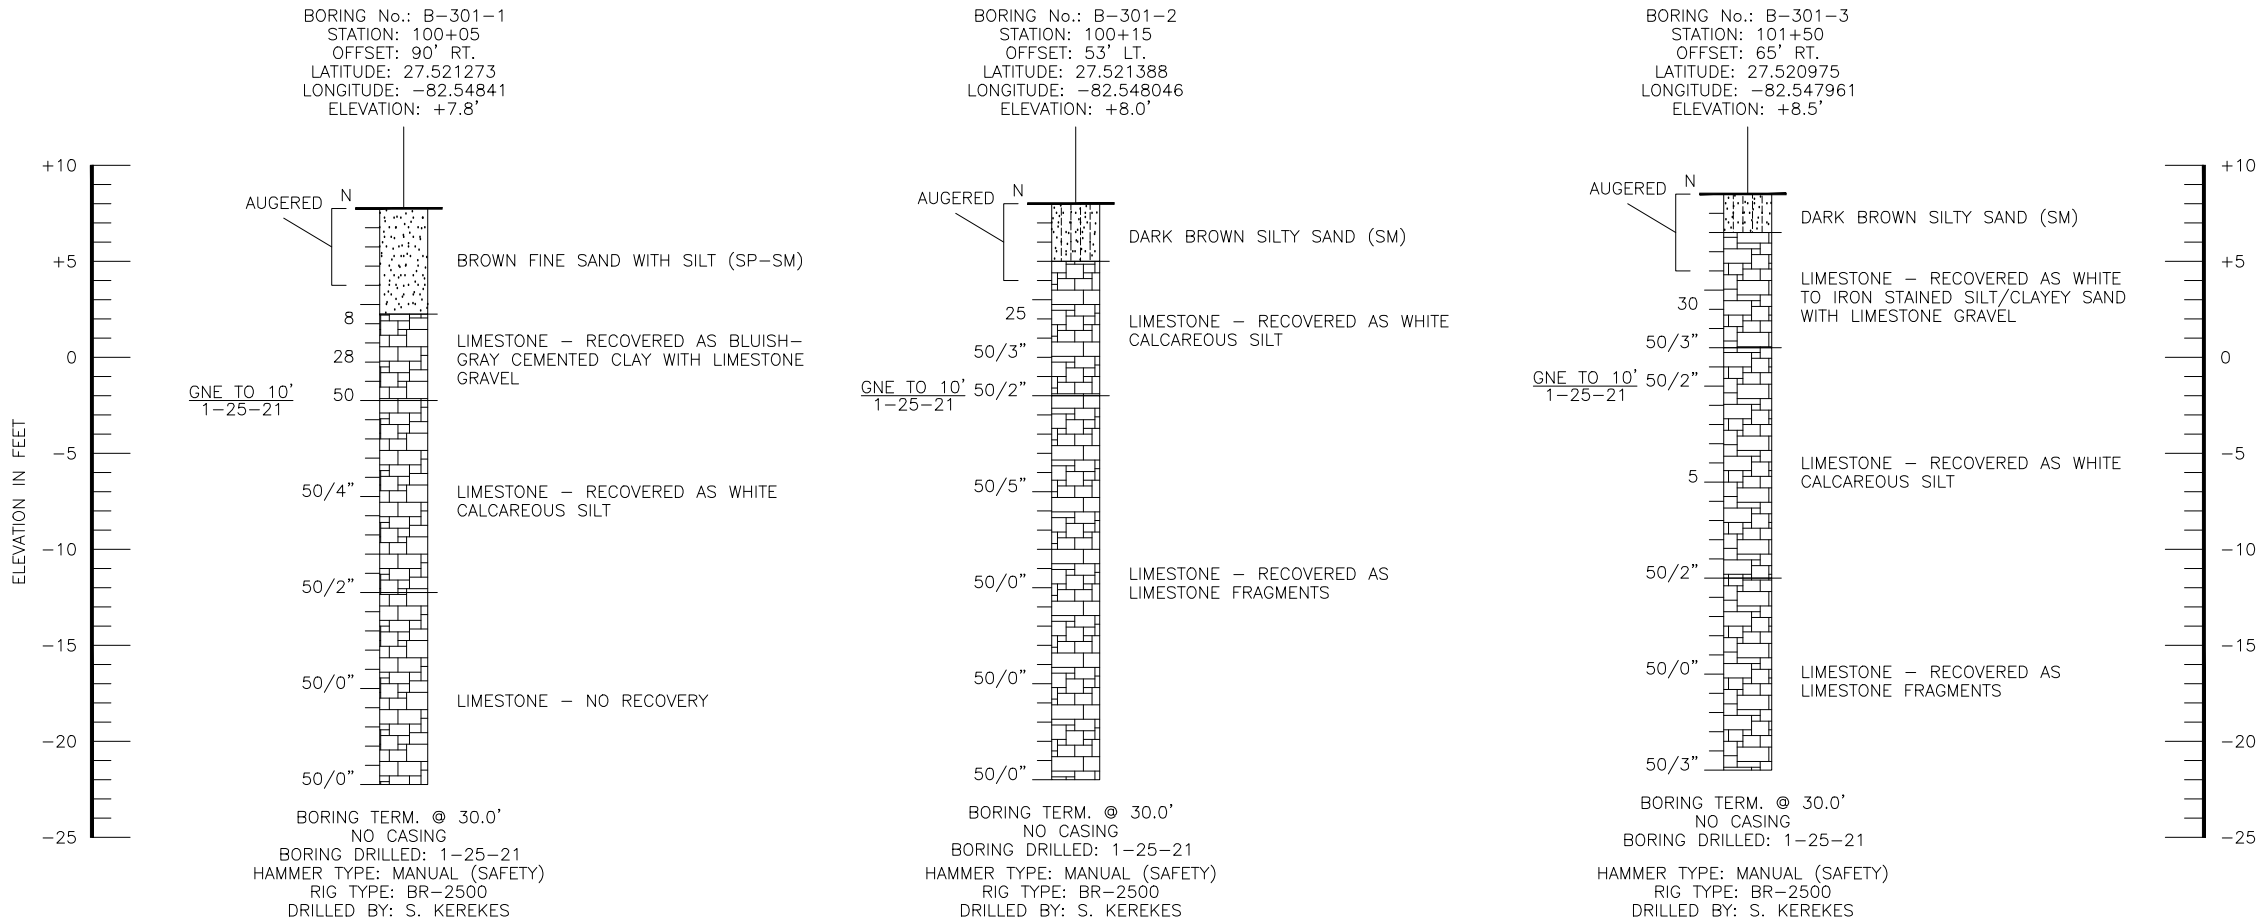 BORING No.: B-301-1
STATION: 100+05
OFFSET: 90' RT.
LATITUDE: 27.521273
LONGITUDE: -82.54841
ELEVATION: +7.8'
BORING No.: B-301-2
STATION: 100+15
OFFSET: 53' LT.
LATITUDE: 27.521388
LONGITUDE: -82.548046
ELEVATION: +8.0'
BORING No.: B-301-3
STATION: 101+50
OFFSET: 65' RT.
LATITUDE: 27.520975
LONGITUDE: -82.547961
ELEVATION: +8.5'
ELEVATION IN FEET
+10
+5
0
-5
-10
-15
-20
-25
AUGERED
N
BROWN FINE SAND WITH SILT (SP-SM)
8
28
50
LIMESTONE - RECOVERED AS BLUISH-
GRAY CEMENTED CLAY WITH LIMESTONE
GRAVEL
GNE TO 10'
1-25-21
50/4"
LIMESTONE - RECOVERED AS WHITE
CALCAREOUS SILT
50/2"
50/0"
LIMESTONE - NO RECOVERY
50/0"
BORING TERM. @ 30.0'
NO CASING
BORING DRILLED: 1-25-21
HAMMER TYPE: MANUAL (SAFETY)
RIG TYPE: BR-2500
DRILLED BY: S. KEREKES
AUGERED
N
DARK BROWN SILTY SAND (SM)
25
LIMESTONE - RECOVERED AS WHITE
CALCAREOUS SILT
50/3"
GNE TO 10'
1-25-21
50/2"
50/5"
50/0"
LIMESTONE - RECOVERED AS
LIMESTONE FRAGMENTS
50/0"
50/0"
BORING TERM. @ 30.0'
NO CASING
BORING DRILLED: 1-25-21
HAMMER TYPE: MANUAL (SAFETY)
RIG TYPE: BR-2500
DRILLED BY: S. KEREKES
AUGERED
N
DARK BROWN SILTY SAND (SM)
LIMESTONE - RECOVERED AS WHITE
TO IRON STAINED SILT/CLAYEY SAND
WITH LIMESTONE GRAVEL
30
50/3"
GNE TO 10'
1-25-21
50/2"
5
LIMESTONE - RECOVERED AS WHITE
CALCAREOUS SILT
50/2"
50/0"
LIMESTONE - RECOVERED AS
LIMESTONE FRAGMENTS
50/3"
BORING TERM. @ 30.0'
NO CASING
BORING DRILLED: 1-25-21
HAMMER TYPE: MANUAL (SAFETY)
RIG TYPE: BR-2500
DRILLED BY: S. KEREKES
+10
+5
0
-5
-10
-15
-20
-25